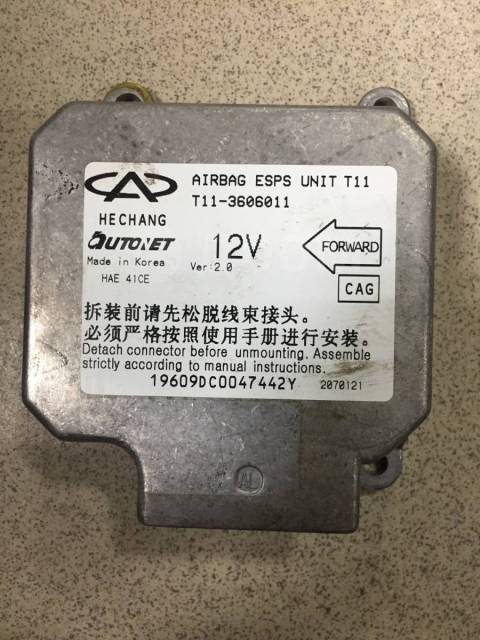 AIRBAG ESPS UNIT T11
T11-3606011
HECHANG
AUTONET
12V
FORWARD
Made in Korea
Ver:2.0
HAE 41CE
CAG
拆装前请先松脱线束接头。
必须严格按照使用手册进行安装。
Detach connector before unmounting. Assemble
strictly according to manual instructions.
19609DC0047442Y
2070121
AL